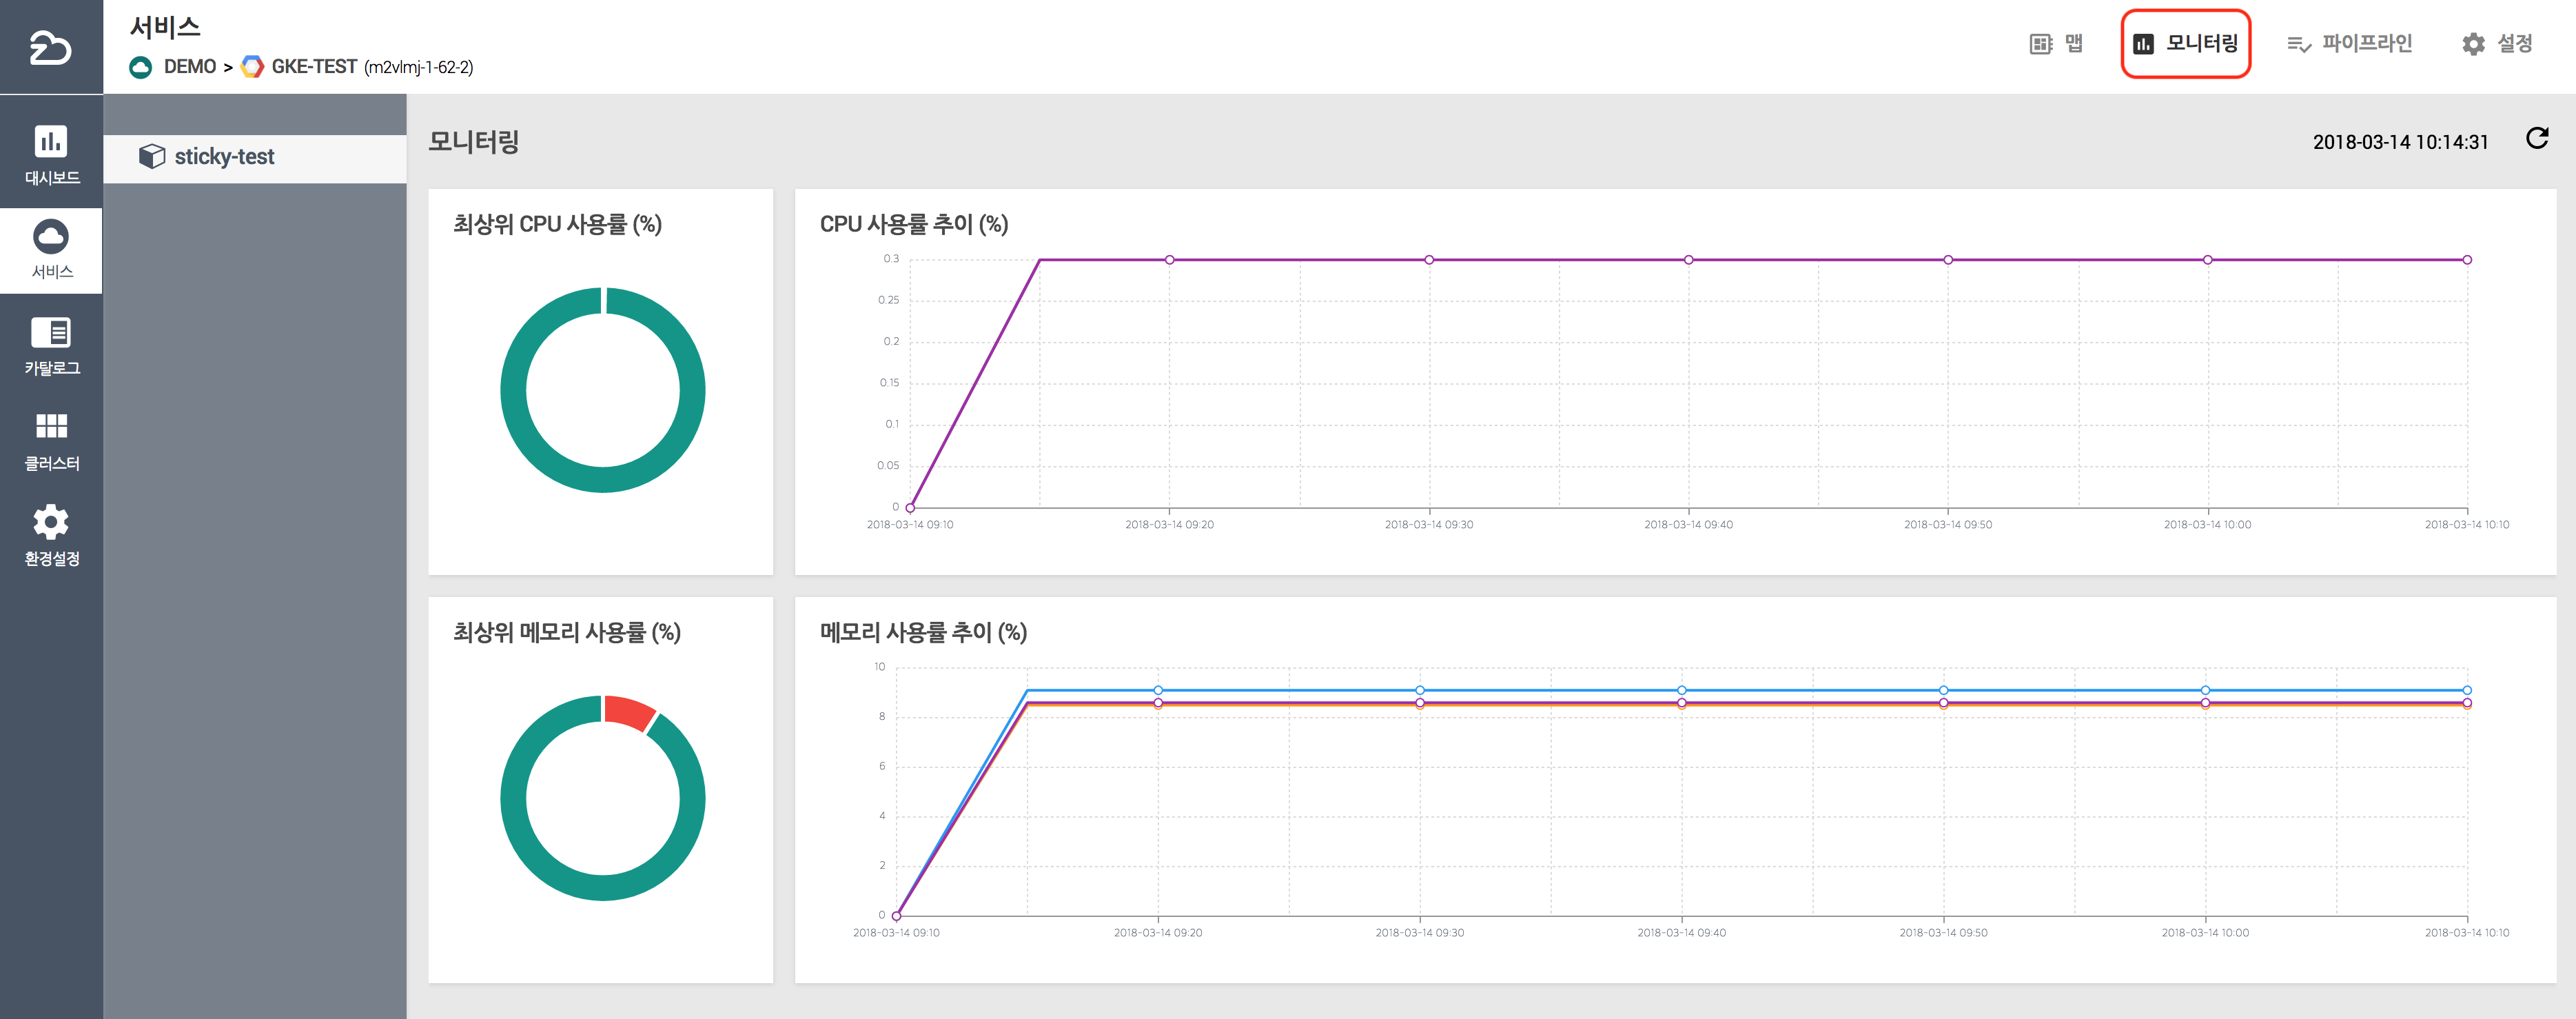 서비스
DEMO > GKE-TEST (m2vlmj-1-62-2)
맵
모니터링
파이프라인
설정
대시보드
서비스
카탈로그
클러스터
환경설정
sticky-test
모니터링
2018-03-14 10:14:31
최상위 CPU 사용률 (%)
CPU 사용률 추이 (%)
0.3
0.25
0.2
0.15
0.1
0.05
0
2018-03-14 09:10 2018-03-14 09:20 2018-03-14 09:30 2018-03-14 09:40 2018-03-14 09:50 2018-03-14 10:00 2018-03-14 10:10
최상위 메모리 사용률 (%)
메모리 사용률 추이 (%)
10
8
6
4
2
0
2018-03-14 09:10 2018-03-14 09:20 2018-03-14 09:30 2018-03-14 09:40 2018-03-14 09:50 2018-03-14 10:00 2018-03-14 10:10